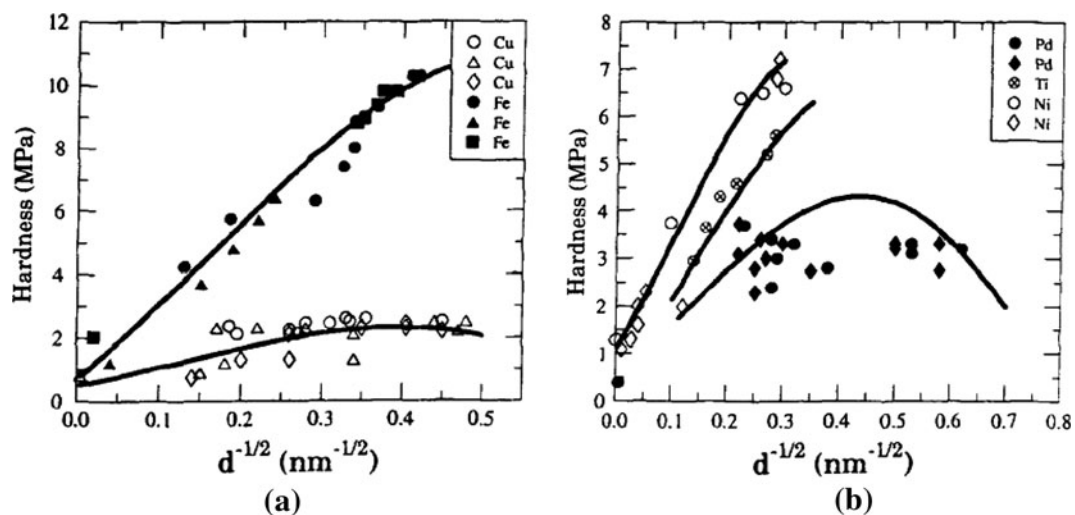 12
10
8
6
4
2
0
Hardness (MPa)
Cu
Cu
Cu
Fe
Fe
Fe
0.0 0.1 0.2 0.3 0.4 0.5
d-1/2 (nm-1/2)
(a)
8
7
6
5
4
3
2
1
0
Hardness (MPa)
Pd
Pd
Ti
Ni
Ni
0.0 0.1 0.2 0.3 0.4 0.5 0.6 0.7 0.8
d-1/2 (nm-1/2)
(b)